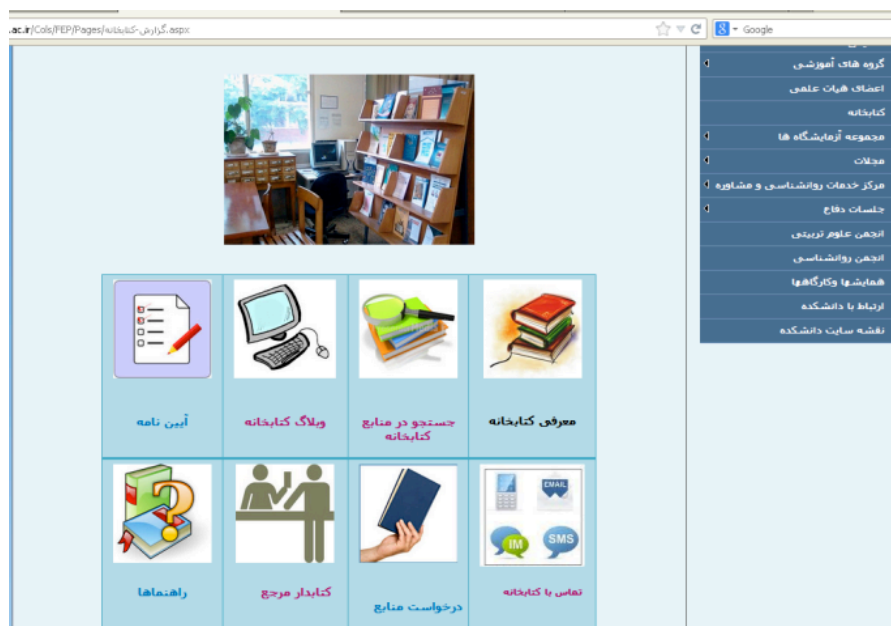 .ac.ir/Cols/FEP/Pages/گزارش-کتابخانه.aspx
Google
گروه های آموزشی
اعضای هیات علمی
کتابخانه
مجموعه آزمایشگاه ها
مجلات
مرکز خدمات روانشناسی و مشاوره
جلسات دفاع
انجمن علوم تربیتی
انجمن روانشناسی
همایشها وکارگاهها
ارتباط با دانشکده
نقشه سایت دانشکده
معرفی کتابخانه
جستجو در منابع
کتابخانه
وبلاگ کتابخانه
آیین نامه
EMAIL
IM
SMS
تماس با کتابخانه
درخواست منابع
کتابدار مرجع
راهنماها